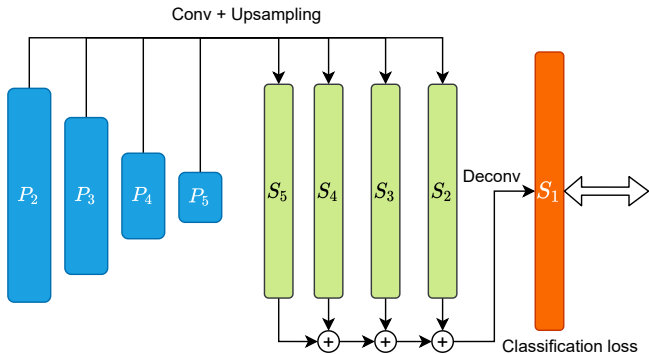 Conv + Upsampling
P₂
P₃
P₄
P₅
S₅
S₄
S₃
S₂
Deconv
S₁
+
+
+
Classification loss